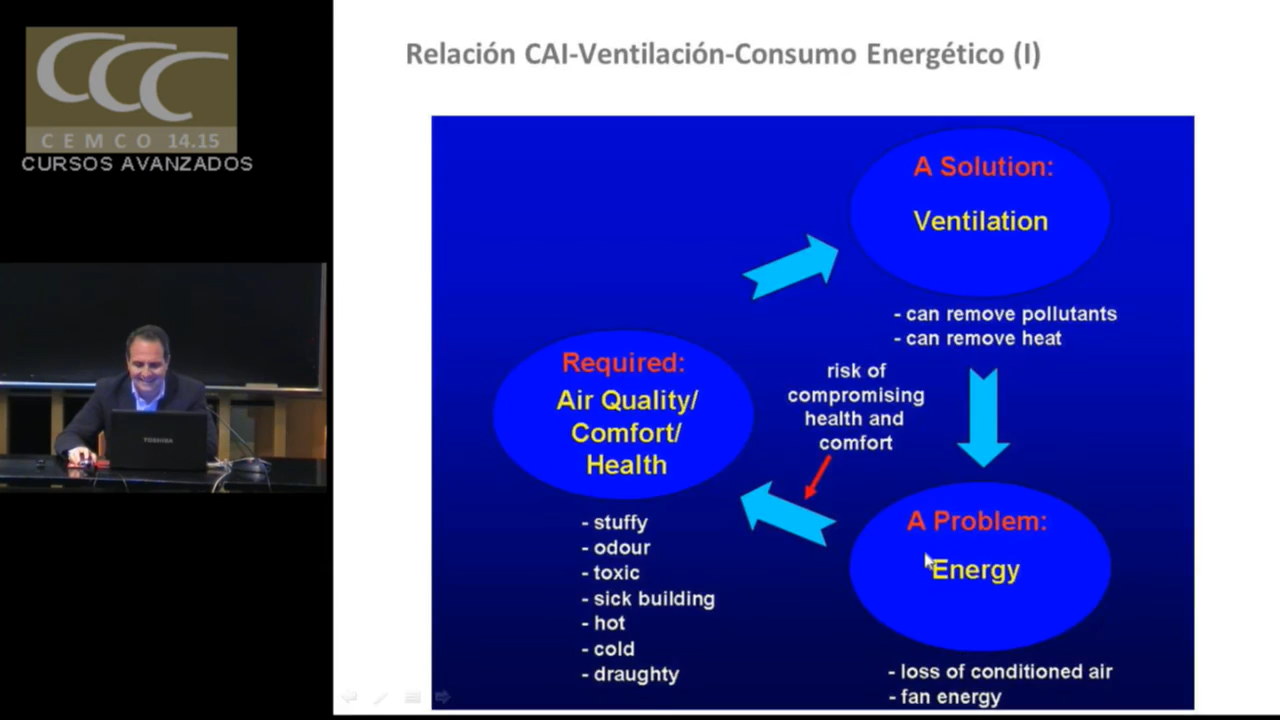 CEMCO 14.15
CURSOS AVANZADOS
TOSHIBA
Relación CAI-Ventilación-Consumo Energético (I)
A Solution:
Ventilation
- can remove pollutants
- can remove heat
risk of
compromising
health and
comfort
Required:
Air Quality/
Comfort/
Health
- stuffy
- odour
- toxic
- sick building
- hot
- cold
- draughty
A Problem:
Energy
- loss of conditioned air
- fan energy